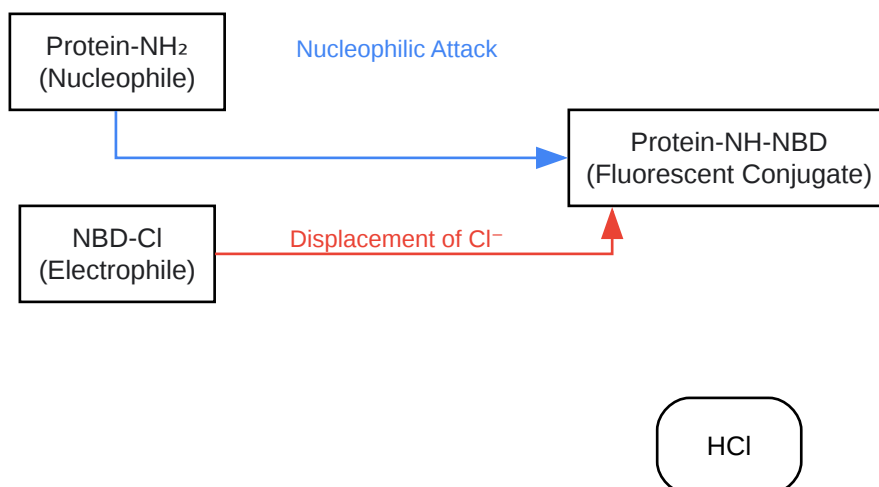 Protein-NH₂
(Nucleophile)
Nucleophilic Attack
Protein-NH-NBD
(Fluorescent Conjugate)
NBD-Cl
(Electrophile)
Displacement of Cl⁻
HCl